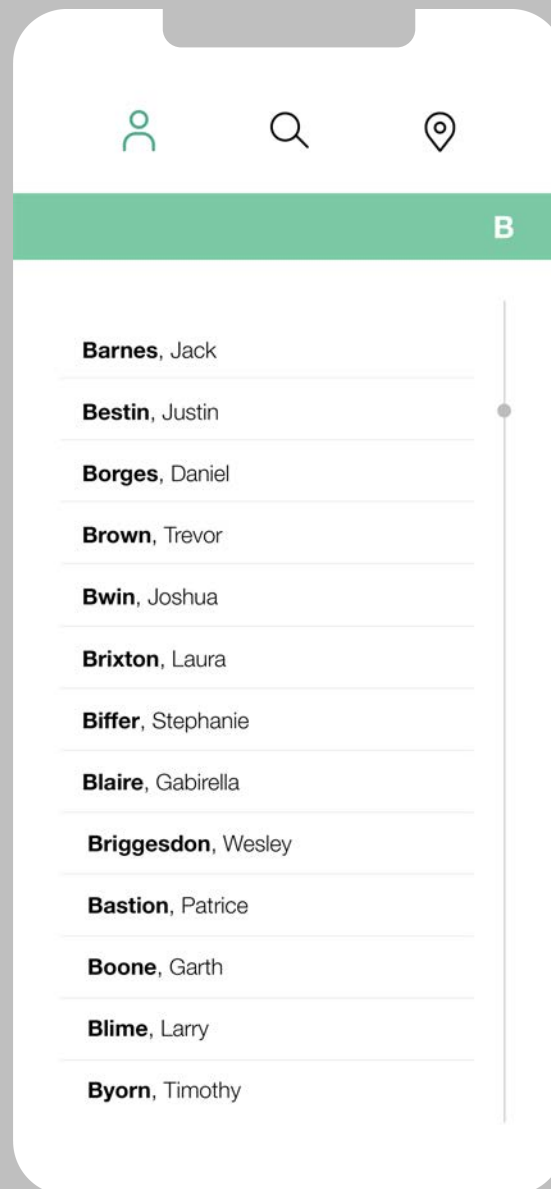 B
Barnes, Jack
Bestin, Justin
Borges, Daniel
Brown, Trevor
Bwin, Joshua
Brixton, Laura
Biffer, Stephanie
Blaire, Gabirella
Briggesdon, Wesley
Bastion, Patrice
Boone, Garth
Blime, Larry
Byorn, Timothy